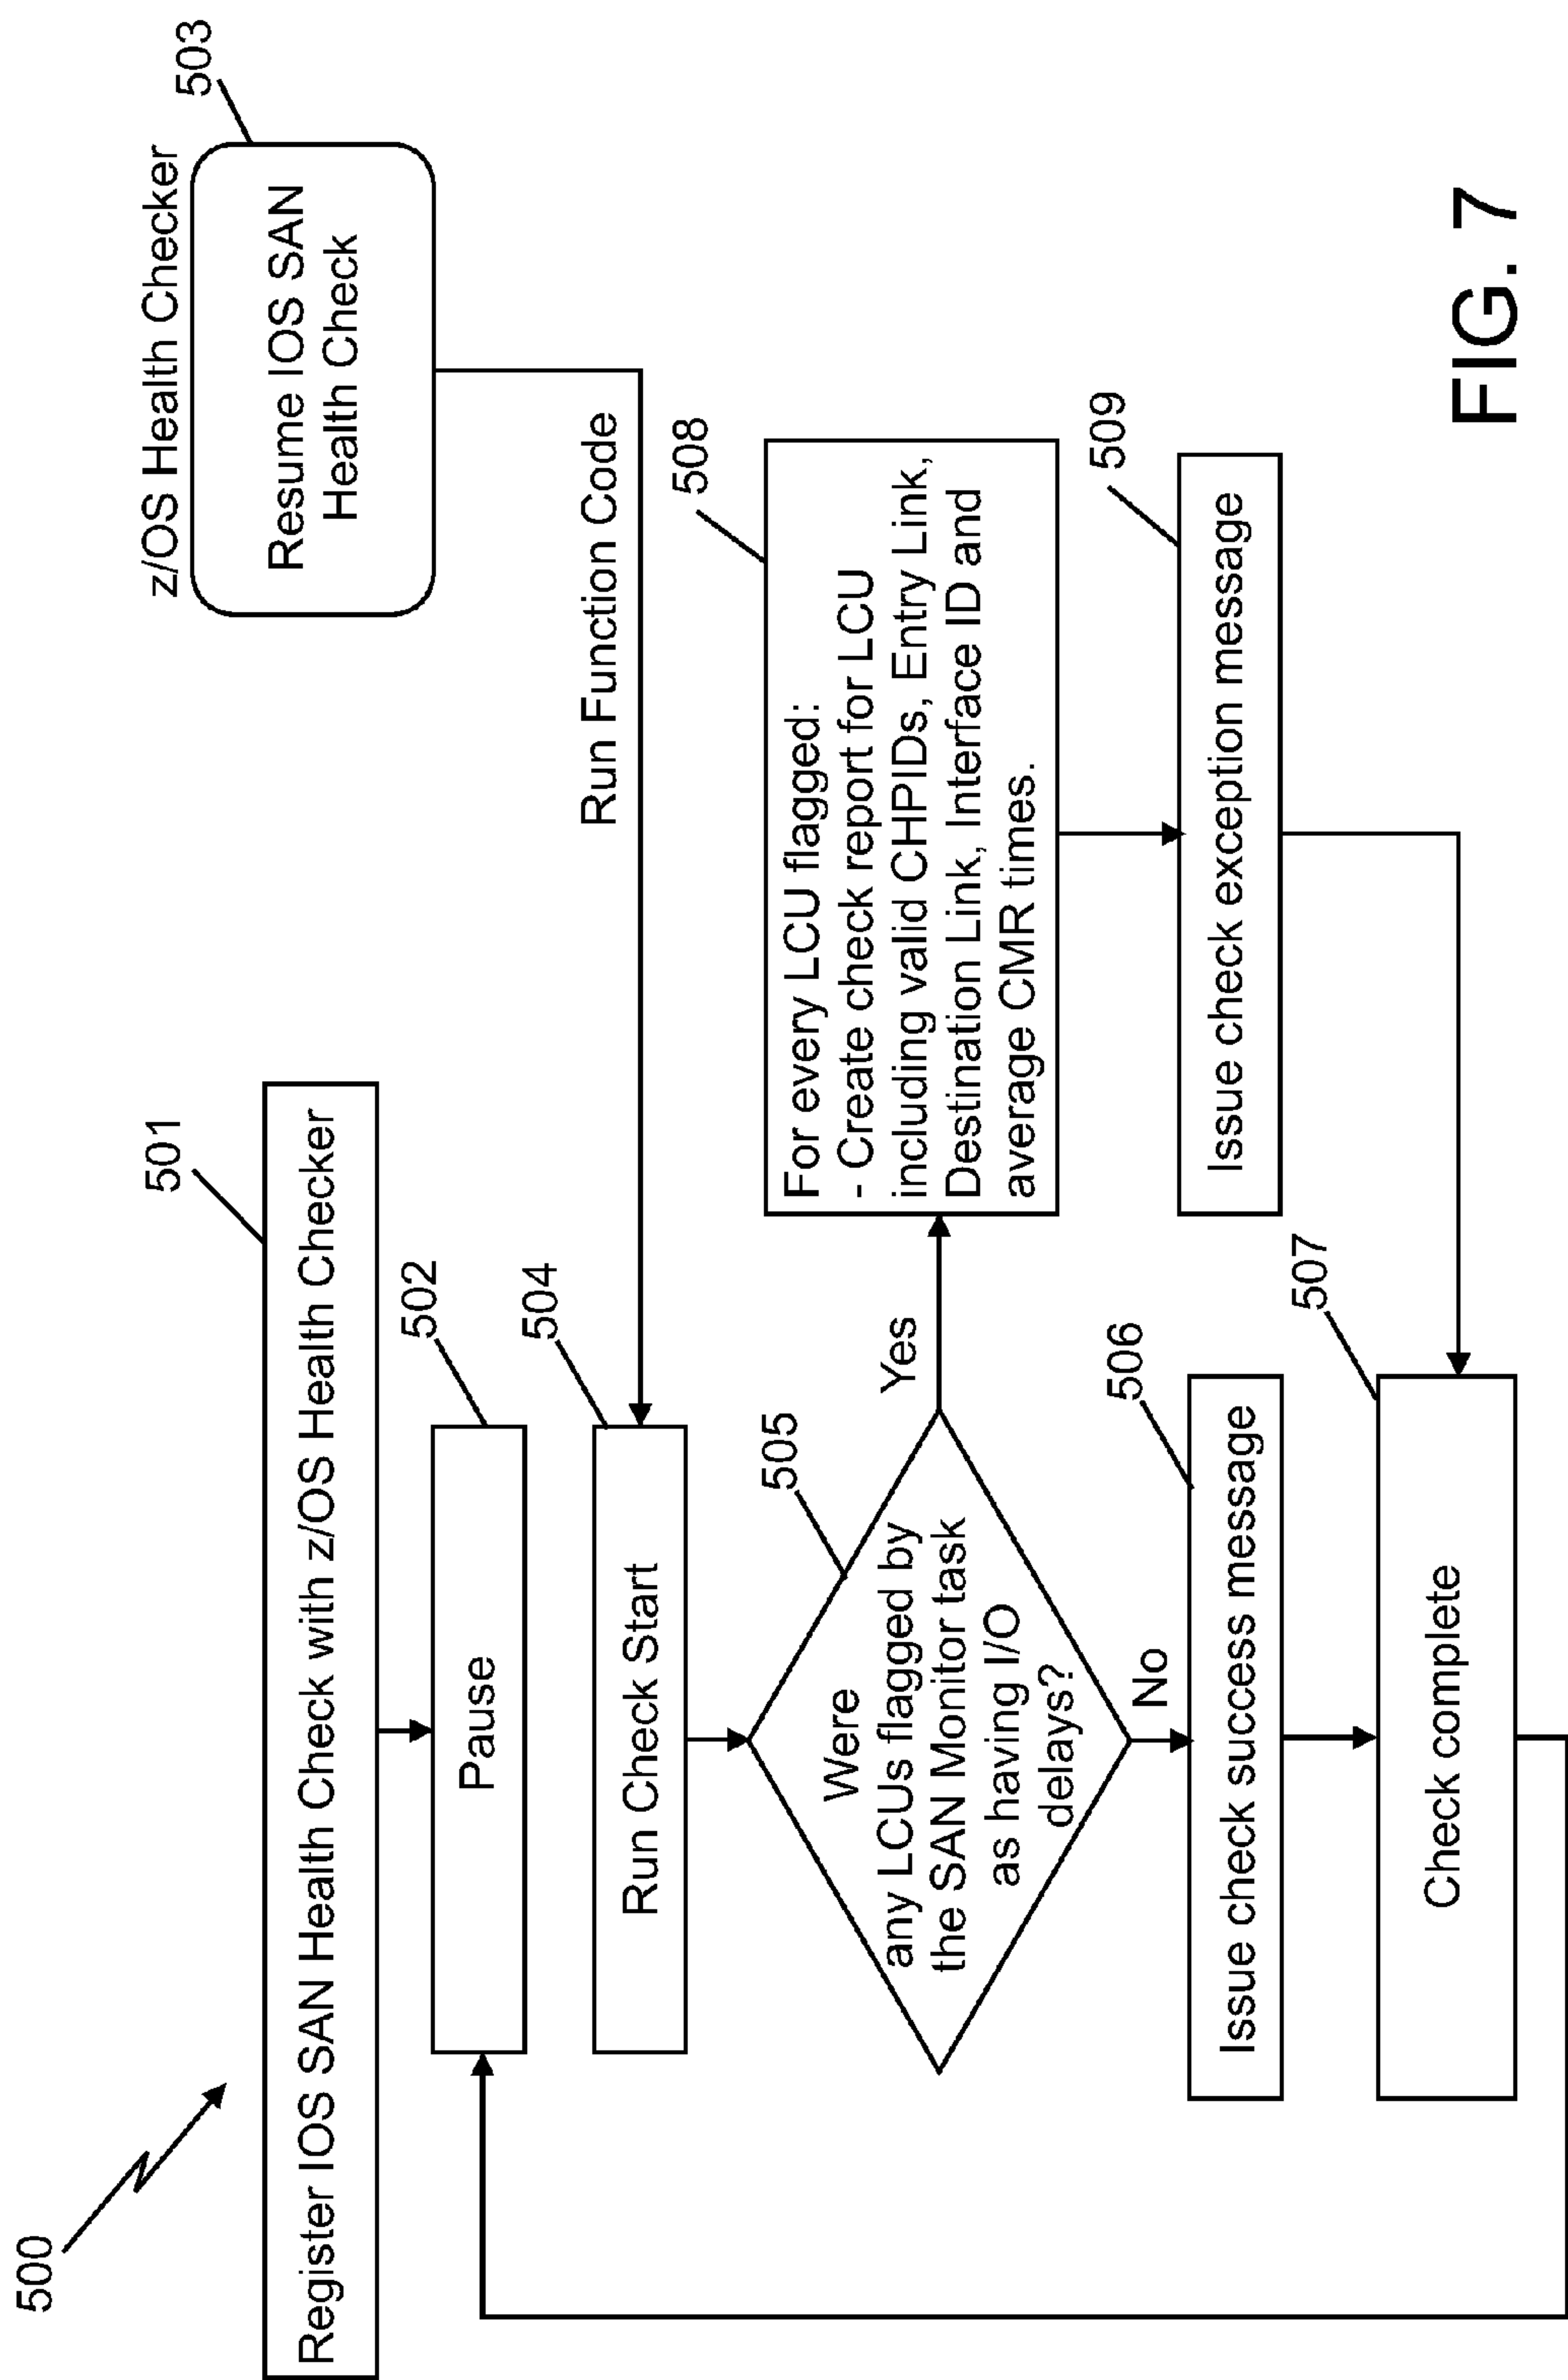 500
501
Register IOS SAN Health Check with z/OS Health Checker
502
Pause
z/OS Health Checker
503
Resume IOS SAN
Health Check
Run Function Code
504
Run Check Start
505
Were
any LCUs flagged by
the SAN Monitor task
as having I/O
delays?
Yes
No
508
For every LCU flagged:
- Create check report for LCU
including valid CHPIDs, Entry Link,
Destination Link, Interface ID and
average CMR times.
509
Issue check exception message
506
Issue check success message
507
Check complete
FIG. 7